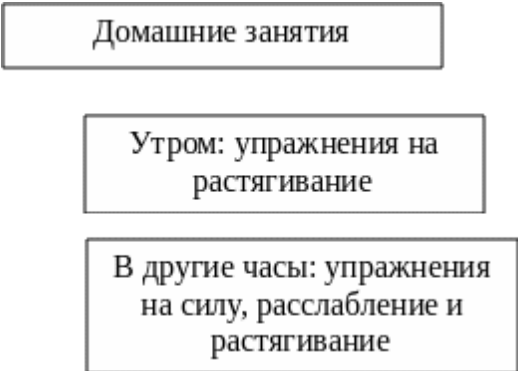 Домашние занятия
Утром: упражнения на
растягивание
В другие часы: упражнения
на силу, расслабление и
растягивание